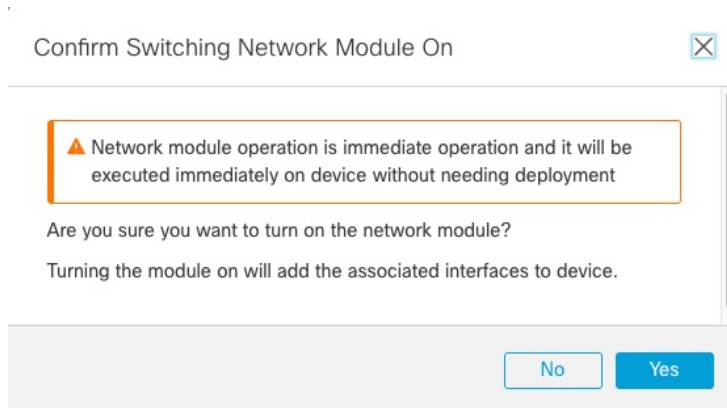 Confirm Switching Network Module On
Network module operation is immediate operation and it will be
executed immediately on device without needing deployment
Are you sure you want to turn on the network module?
Turning the module on will add the associated interfaces to device.
No
Yes